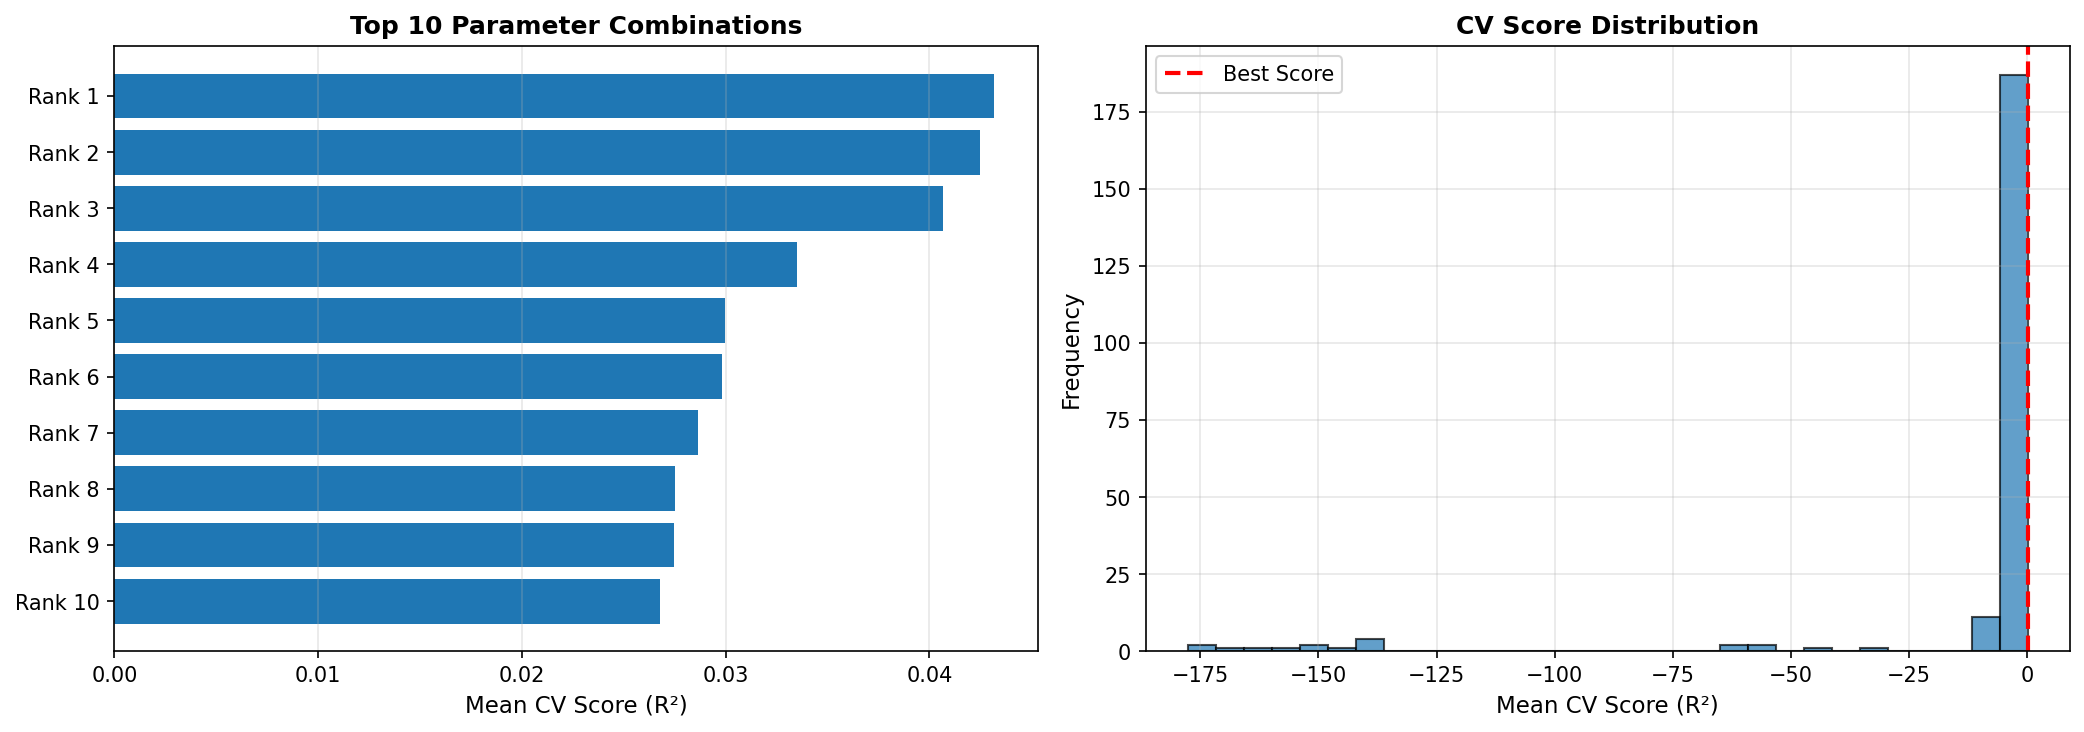 Top 10 Parameter Combinations
Rank 1
Rank 2
Rank 3
Rank 4
Rank 5
Rank 6
Rank 7
Rank 8
Rank 9
Rank 10
0.00 0.01 0.02 0.03 0.04
Mean CV Score (R²)
CV Score Distribution
Best Score
Frequency
175
150
125
100
75
50
25
0
−175 −150 −125 −100 −75 −50 −25 0
Mean CV Score (R²)